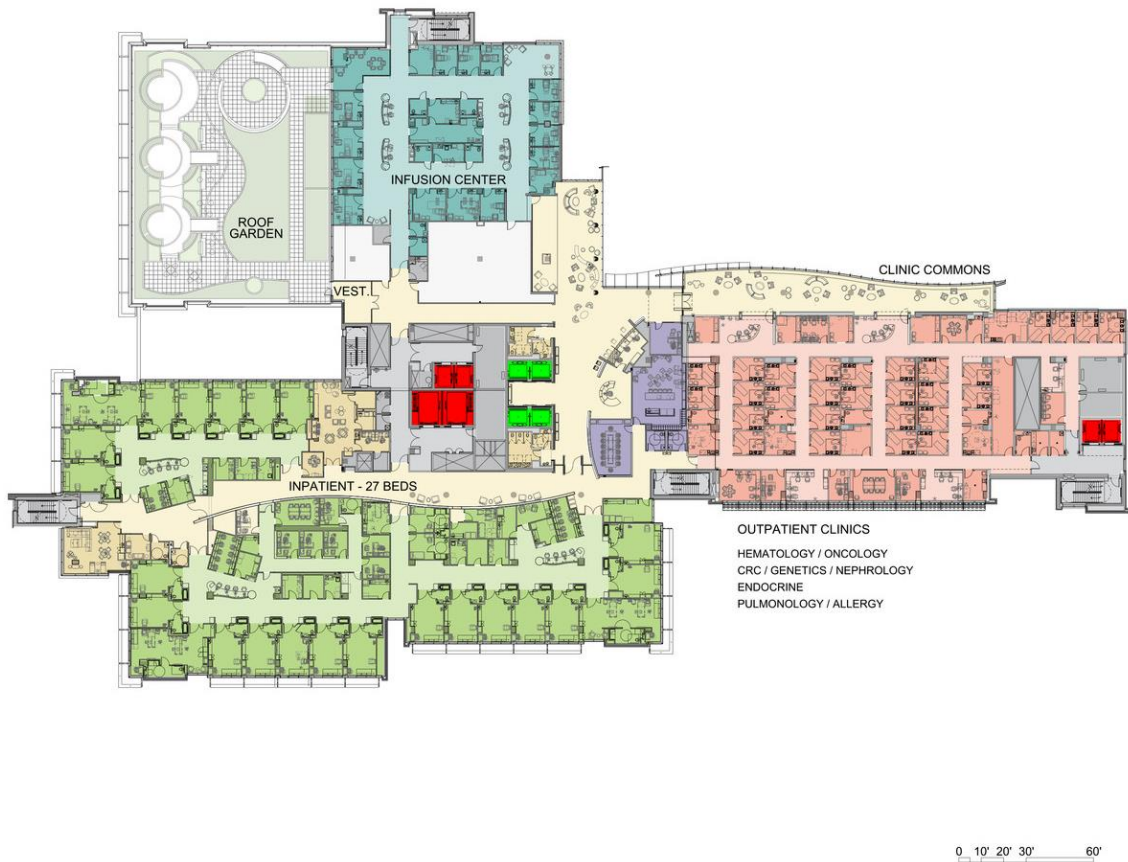 INFUSION CENTER
ROOF
GARDEN
CLINIC COMMONS
VEST.
INPATIENT - 27 BEDS
OUTPATIENT CLINICS
HEMATOLOGY / ONCOLOGY
CRC / GENETICS / NEPHROLOGY
ENDOCRINE
PULMONOLOGY / ALLERGY
0 10' 20' 30' 60'